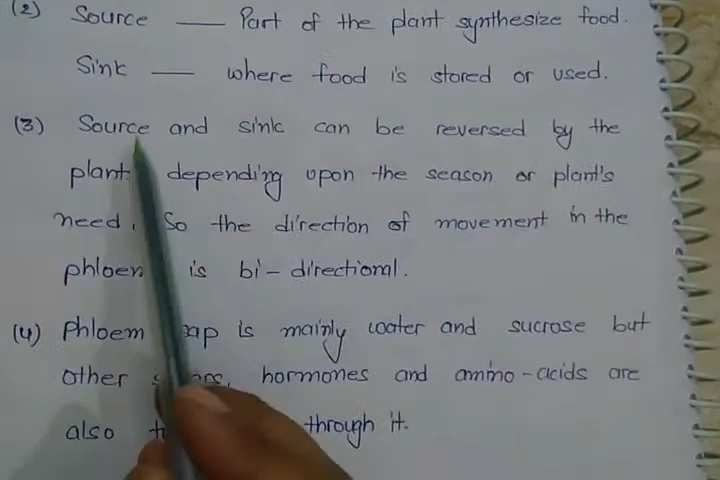 (2) Source — Part of the plant synthesize food.
Sink — where food is stored or used.
(3) Source and sink can be reversed by the
plant depending upon the season or plant's
need. So the direction of movement in the
phloem is bi-directional.
(4) Phloem sap is mainly water and sucrose but
other hormones and amino-acids are
also through it.